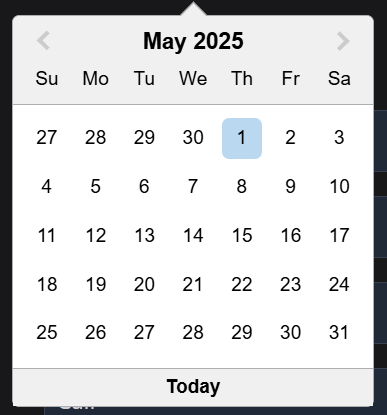 May 2025
Su Mo Tu We Th Fr Sa
27 28 29 30 1 2 3
4 5 6 7 8 9 10
11 12 13 14 15 16 17
18 19 20 21 22 23 24
25 26 27 28 29 30 31
Today